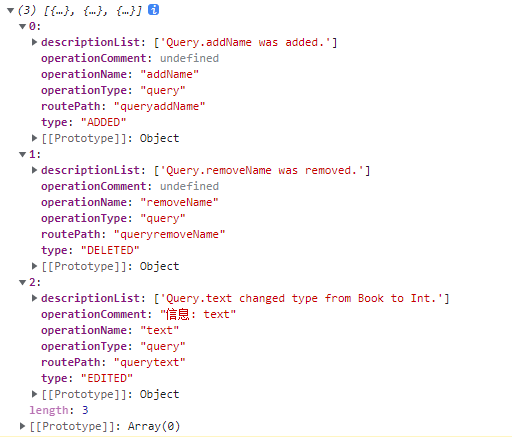 (3) [{…}, {…}, {…}] i
0:
descriptionList: ['Query.addName was added.']
operationComment: undefined
operationName: "addName"
operationType: "query"
routePath: "queryaddName"
type: "ADDED"
[[Prototype]]: Object
1:
descriptionList: ['Query.removeName was removed.']
operationComment: undefined
operationName: "removeName"
operationType: "query"
routePath: "queryremoveName"
type: "DELETED"
[[Prototype]]: Object
2:
descriptionList: ['Query.text changed type from Book to Int.']
operationComment: "信息: text"
operationName: "text"
operationType: "query"
routePath: "querytext"
type: "EDITED"
[[Prototype]]: Object
length: 3
[[Prototype]]: Array(0)